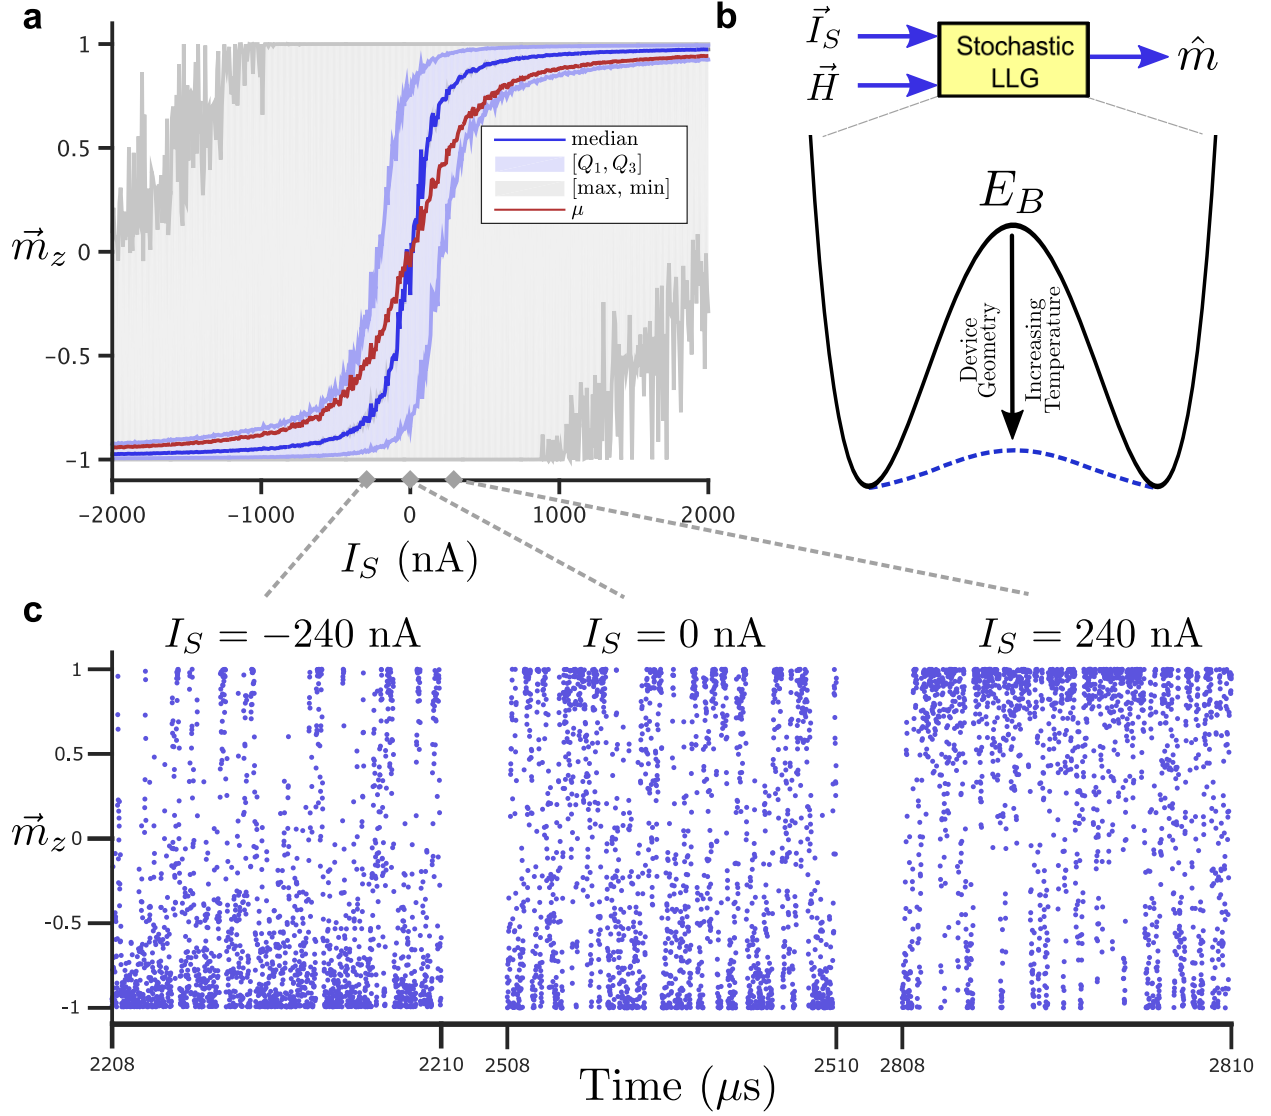 a
1
0.5
0
−0.5
−1
m⃗z
median
[Q1, Q3]
[max, min]
μ
−2000
−1000
0
1000
2000
IS (nA)
b
I⃗S
H⃗
Stochastic
LLG
m̂
EB
Device
Geometry
Increasing
Temperature
c
IS = −240 nA
IS = 0 nA
IS = 240 nA
1
0.5
m⃗z
0
-0.5
-1
2208
2210
2508
2510
2808
2810
Time (μs)